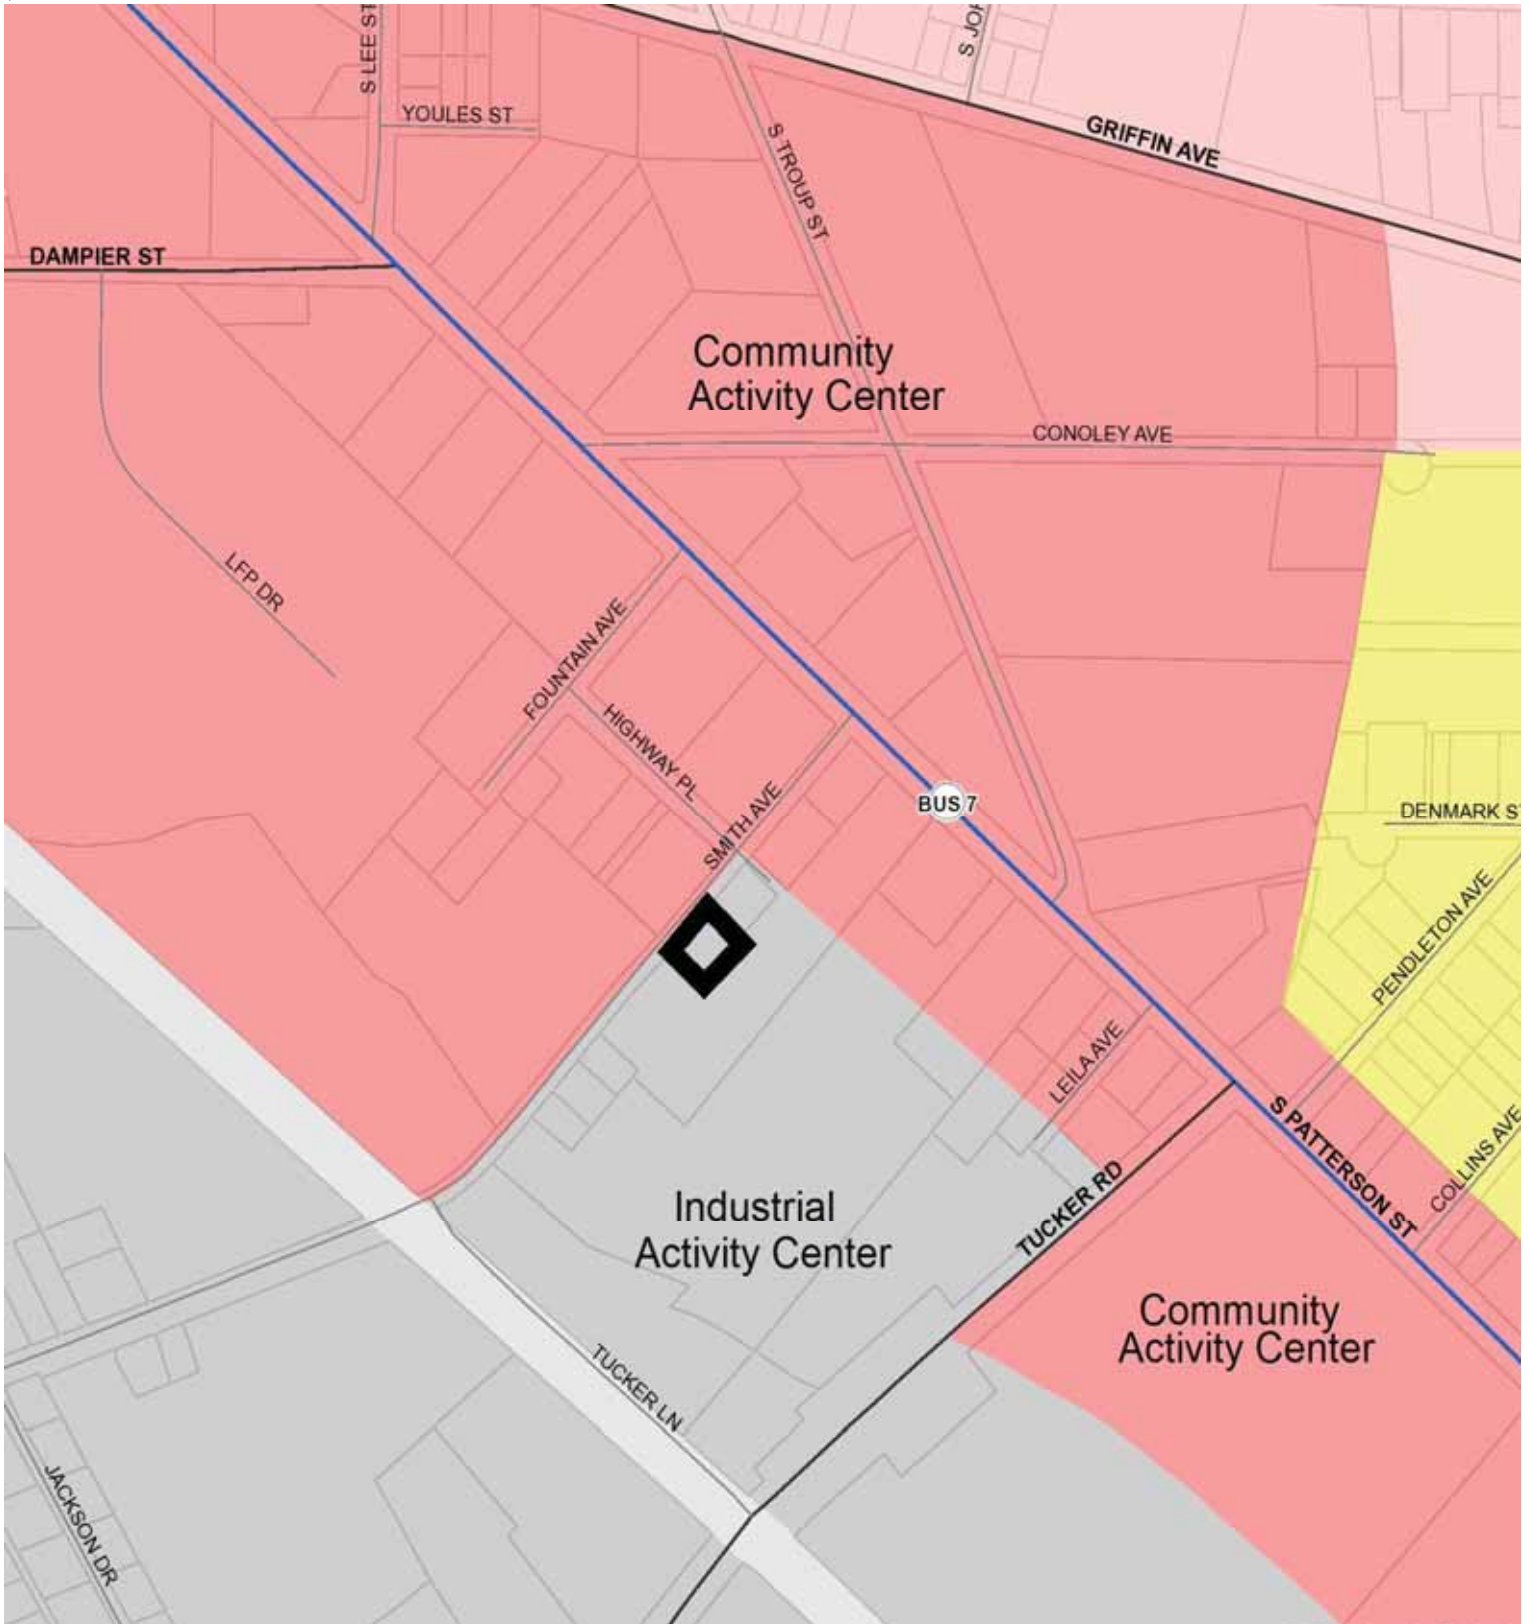 S LEE ST
YOULES ST
S TROUP ST
GRIFFIN AVE
DAMPIER ST
Community
Activity Center
CONOLEY AVE
LFP DR
FOUNTAIN AVE
HIGHWAY PL
SMITH AVE
BUS 7
DENMARK S
PENDLETON AVE
LEILA AVE
S PATTERSON ST
COLLINS AVE
TUCKER RD
Industrial
Activity Center
Community
Activity Center
TUCKER LN
JACKSON DR